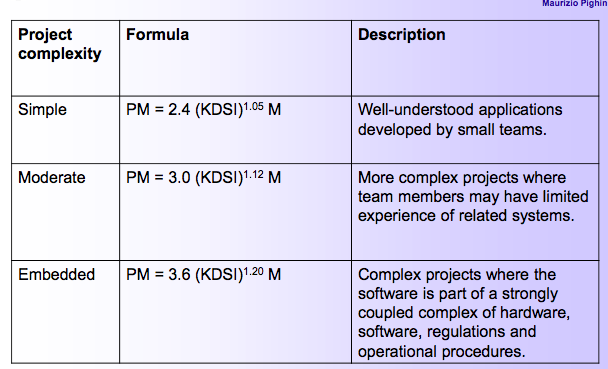 Maurizio Pighin
Project complexity
Formula
Description
Simple
PM = 2.4 (KDSI)1.05 M
Well-understood applications
developed by small teams.
Moderate
PM = 3.0 (KDSI)1.12 M
More complex projects where
team members may have limited
experience of related systems.
Embedded
PM = 3.6 (KDSI)1.20 M
Complex projects where the
software is part of a strongly
coupled complex of hardware,
software, regulations and
operational procedures.